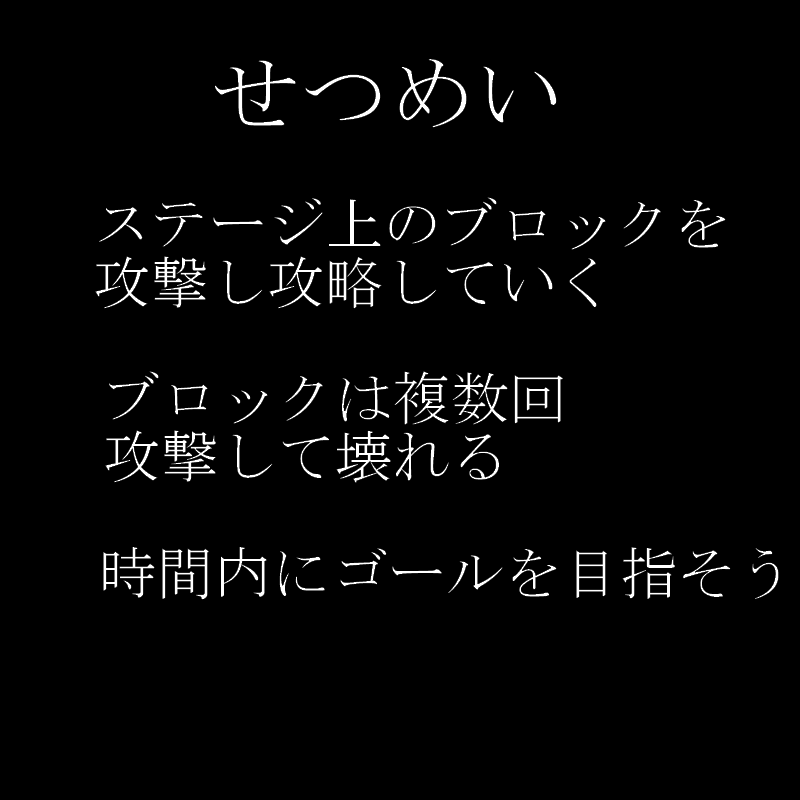 せつめい
ステージ上のブロックを
攻撃し攻略していく
ブロックは複数回
攻撃して壊れる
時間内にゴールを目指そう